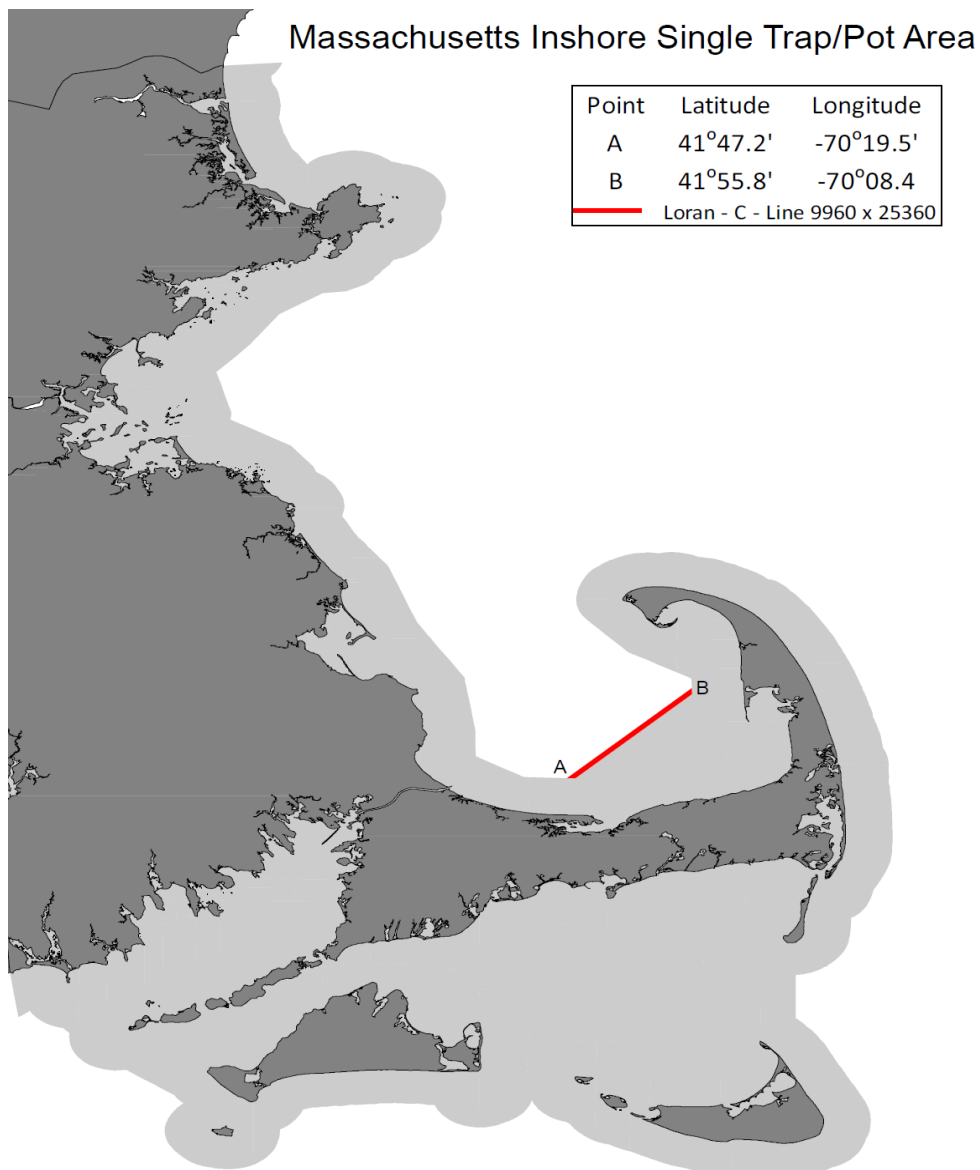 Massachusetts Inshore Single Trap/Pot Area
Point Latitude Longitude
A 41°47.2' -70°19.5'
B 41°55.8' -70°08.4
Loran - C - Line 9960 x 25360
B
A